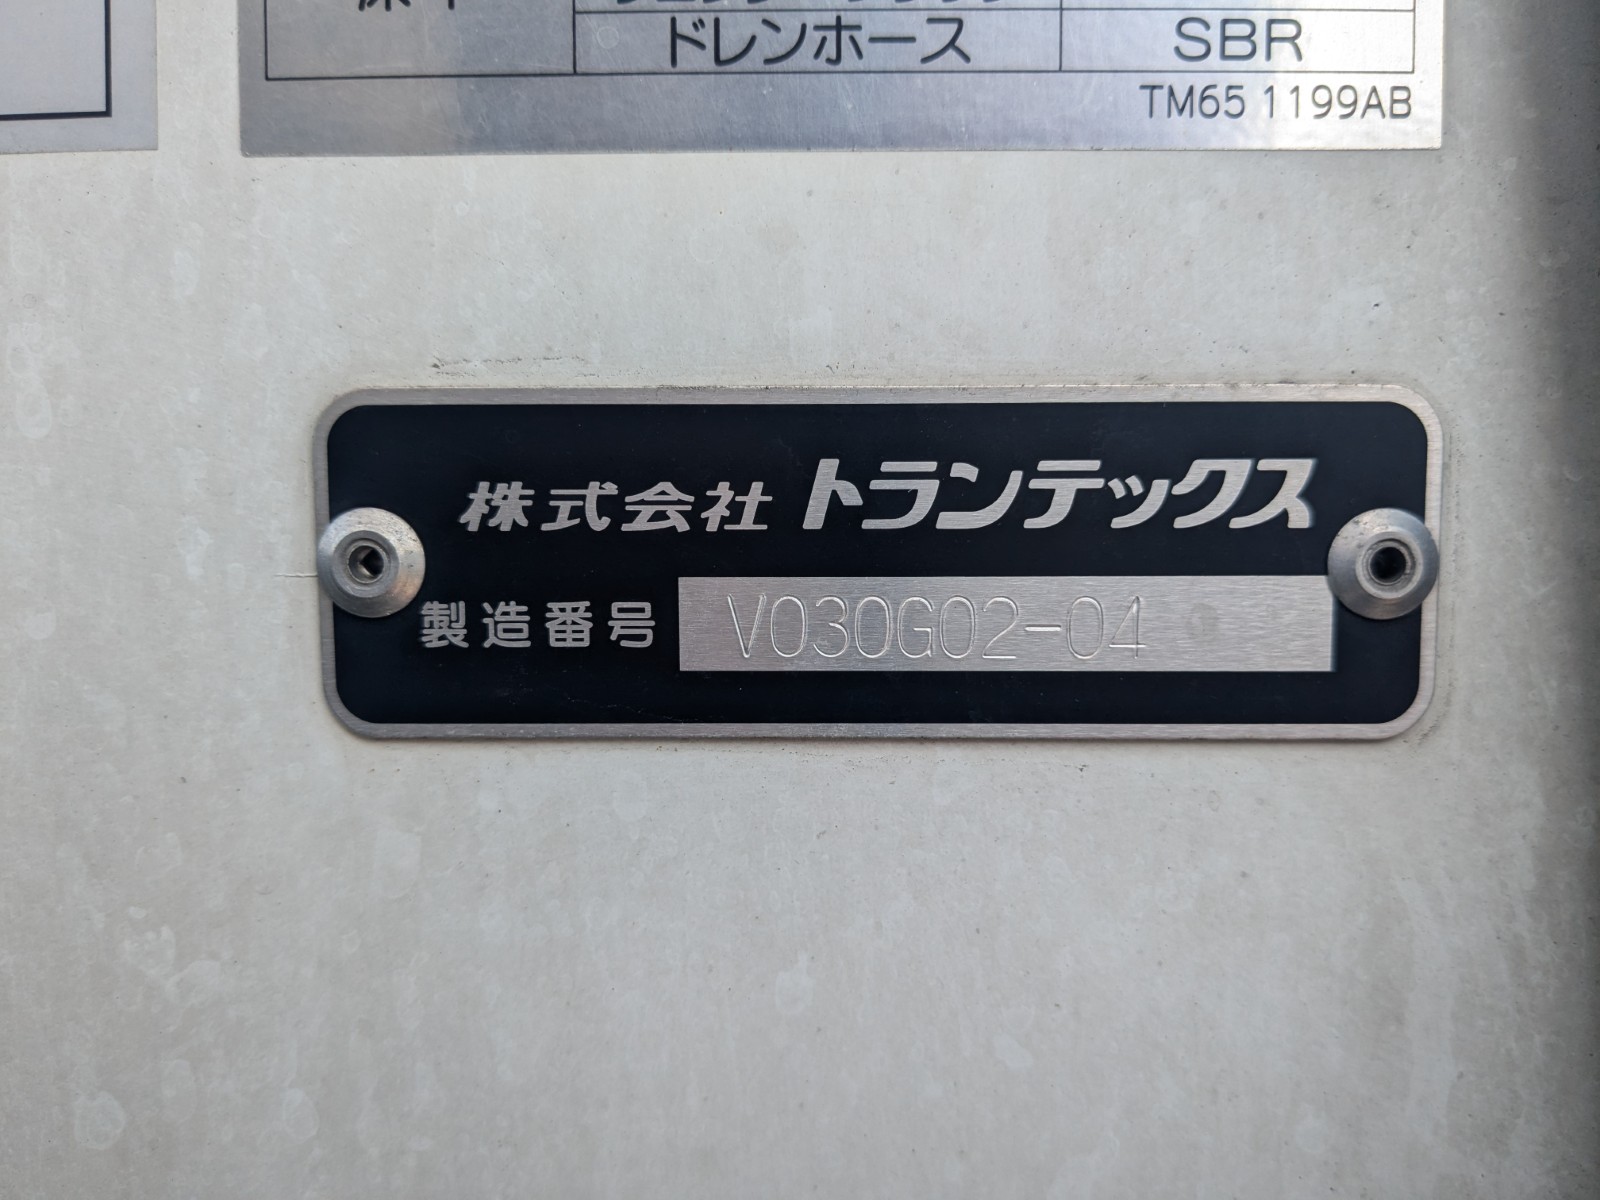 ドレンホース SBR
TM65 1199AB
株式会社 トランテックス
製造番号 V030G02-04